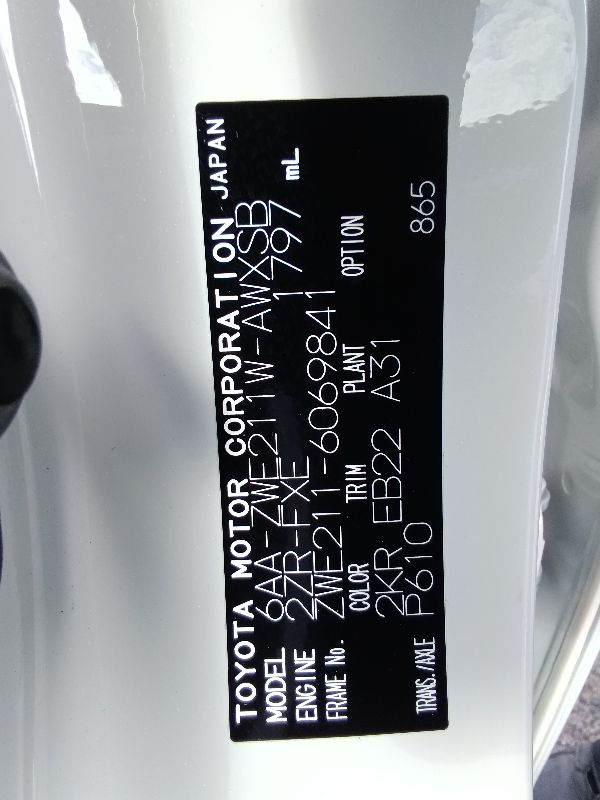 TOYOTA MOTOR CORPORATION JAPAN
MODEL 6AA-ZWE211W-AWXSB
ENGINE 2ZR-FXE 1797 mL
FRAME No. ZWE211-6069841
COLOR TRIM PLANT OPTION
2KR EB22 A31
TRANS./AXLE P610 865